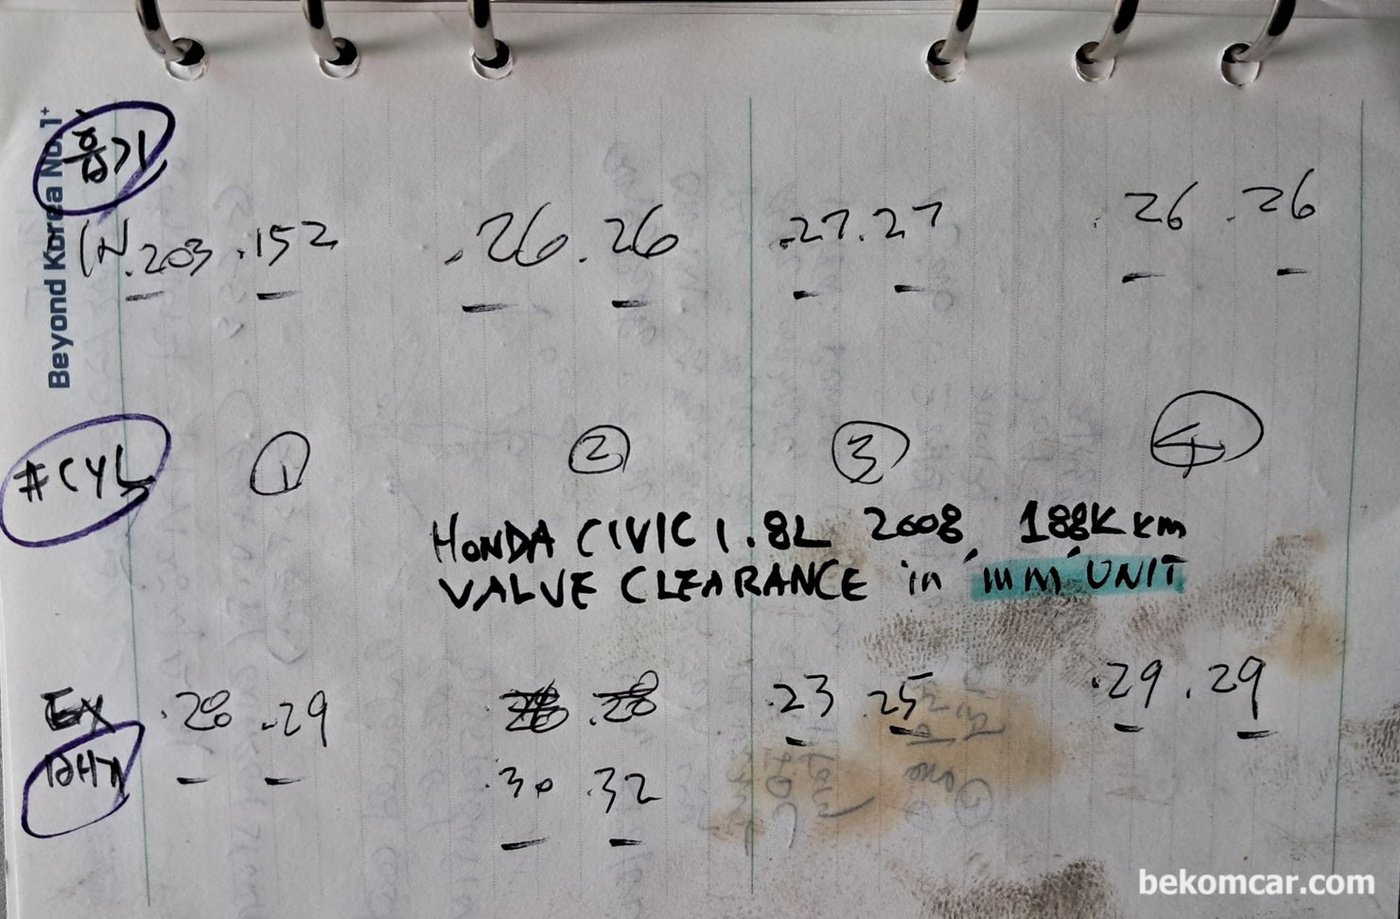 Beyond Korea No.1+
흡기
IN .203 .152 .26 .26 .27 .27 .26 .26
#CYL ① ② ③ ④
HONDA CIVIC 1.8L 2008, 188K km
VALVE CLEARANCE in 'mm' UNIT
EX .28 .29 .28 .23 .25 .29 .29
배기 .30 .32
bekomcar.com